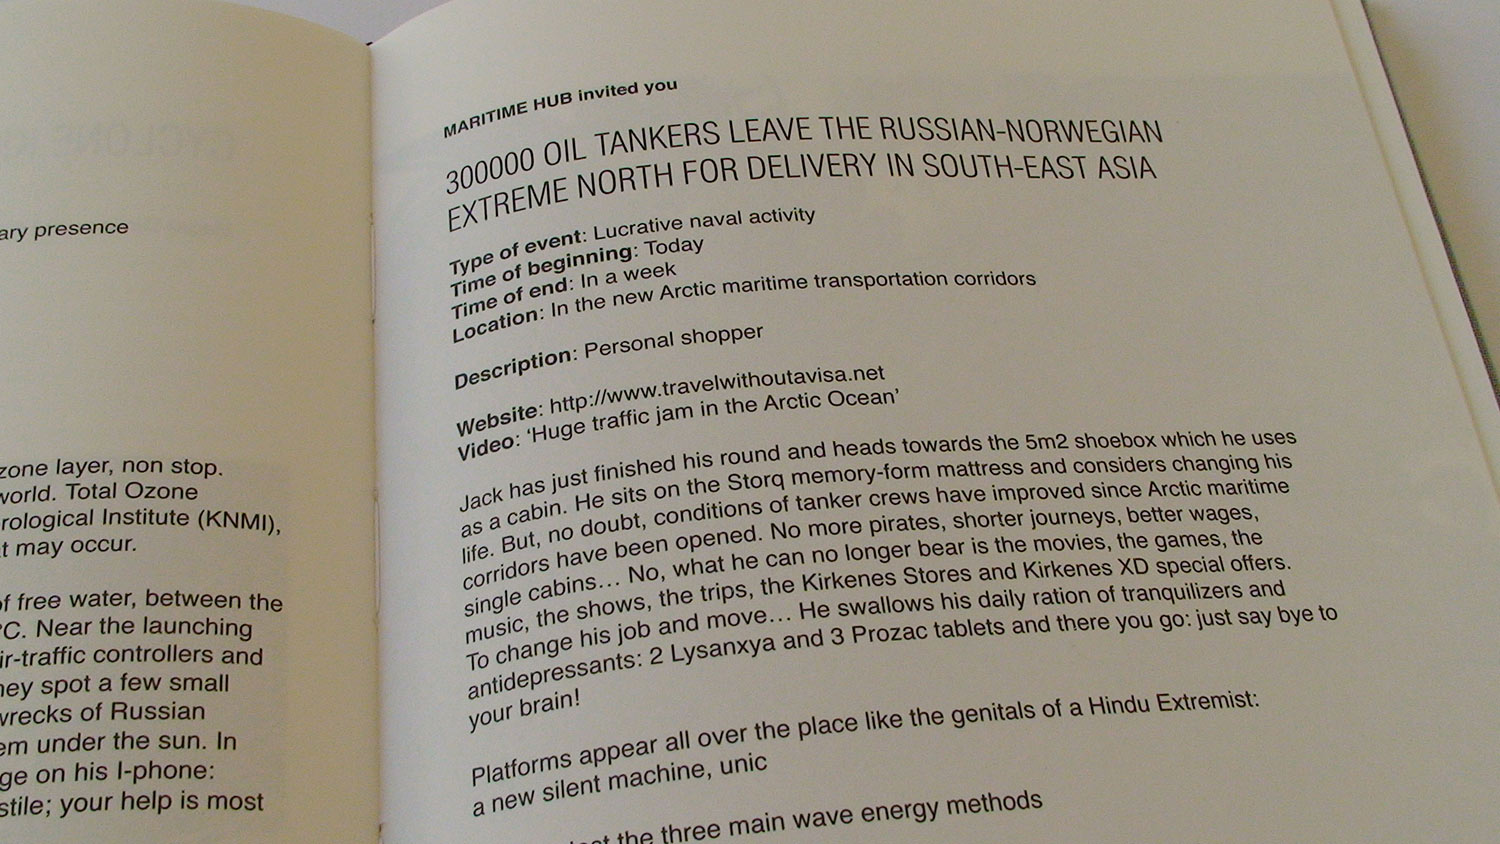 ary presence
zone layer, non stop.
world. Total Ozone
rological Institute (KNMI),
t may occur.
of free water, between the
°C. Near the launching
ir-traffic controllers and
hey spot a few small
wrecks of Russian
em under the sun. In
ge on his I-phone:
stile; your help is most
MARITIME HUB invited you
300000 OIL TANKERS LEAVE THE RUSSIAN-NORWEGIAN
EXTREME NORTH FOR DELIVERY IN SOUTH-EAST ASIA
Type of event: Lucrative naval activity
Time of beginning: Today
Time of end: In a week
Location: In the new Arctic maritime transportation corridors
Description: Personal shopper
Website: http://www.travelwithoutavisa.net
Video: ‘Huge traffic jam in the Arctic Ocean’
Jack has just finished his round and heads towards the 5m2 shoebox which he uses
as a cabin. He sits on the Storq memory-form mattress and considers changing his
life. But, no doubt, conditions of tanker crews have improved since Arctic maritime
corridors have been opened. No more pirates, shorter journeys, better wages,
single cabins… No, what he can no longer bear is the movies, the games, the
music, the shows, the trips, the Kirkenes Stores and Kirkenes XD special offers.
To change his job and move… He swallows his daily ration of tranquilizers and
antidepressants: 2 Lysanxya and 3 Prozac tablets and there you go: just say bye to
your brain!
Platforms appear all over the place like the genitals of a Hindu Extremist:
a new silent machine, unic
the three main wave energy methods